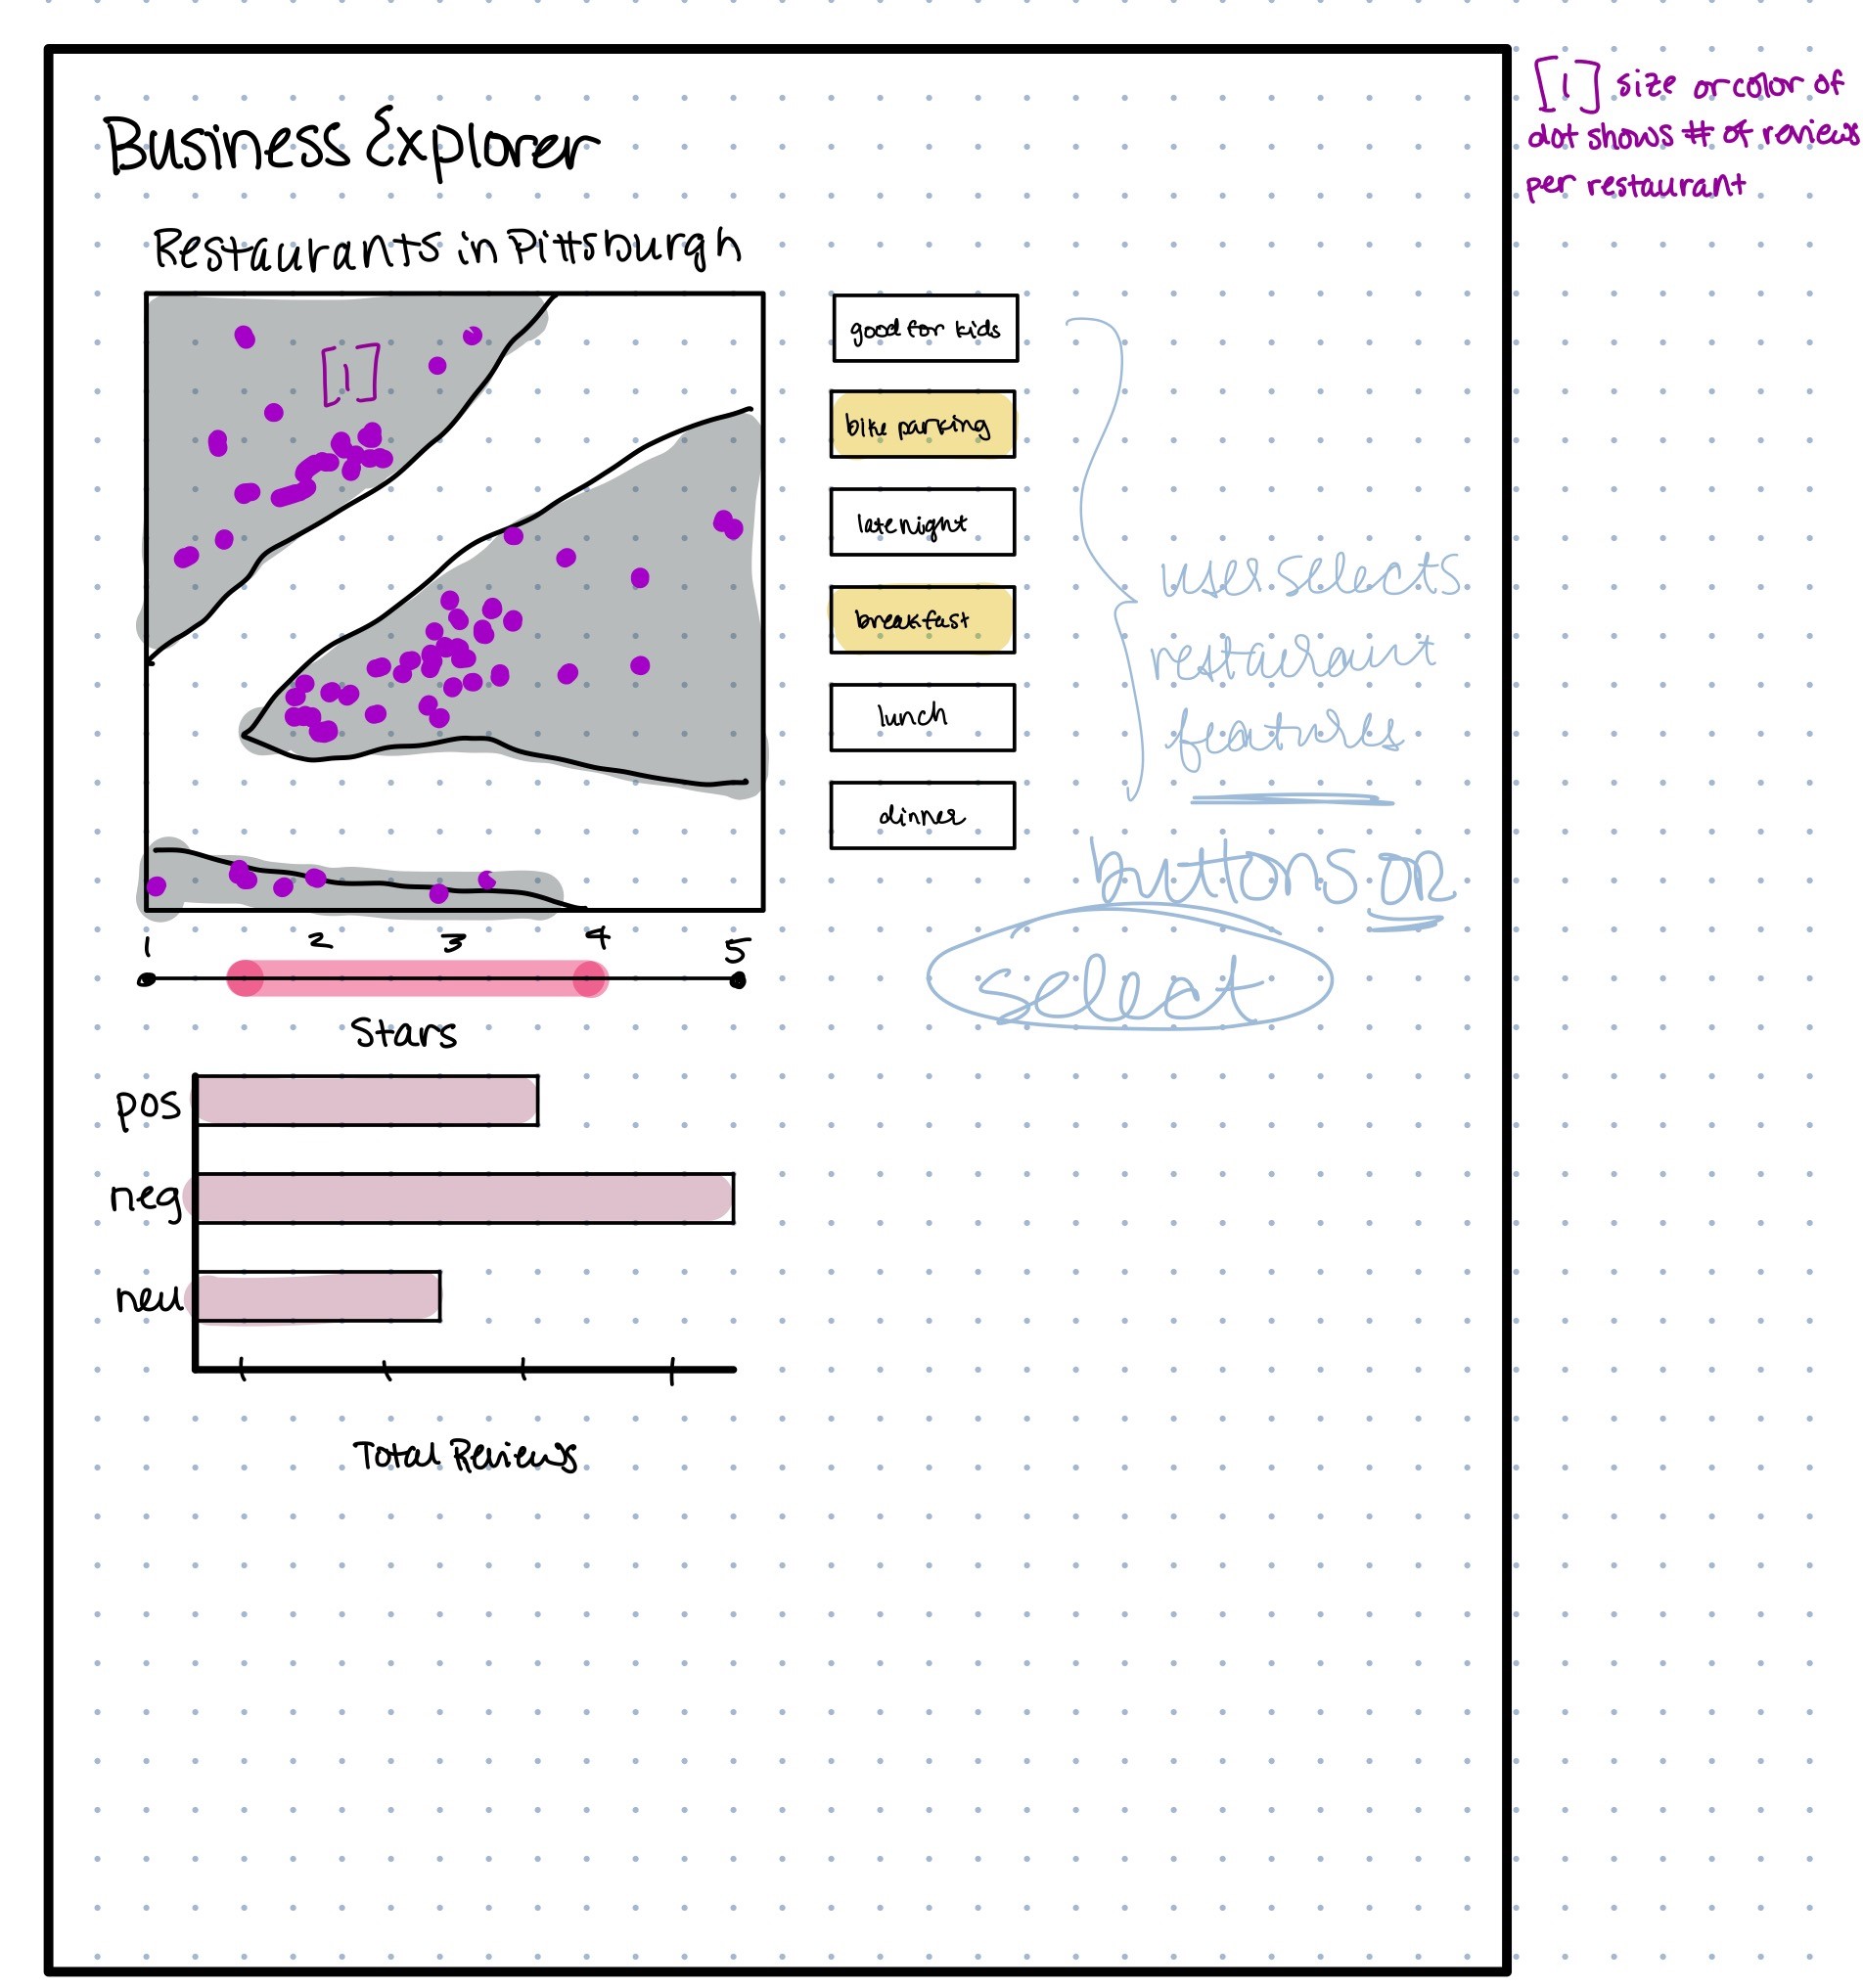 Business Explorer
[1] size or color of
dot shows # of reviews
per restaurant
Restaurants in Pittsburgh
[1]
good for kids
bike parking
late night
breakfast
lunch
dinner
user selects
restaurant
features
buttons or
select
1 2 3 4 5
Stars
pos
neg
neu
Total Reviews